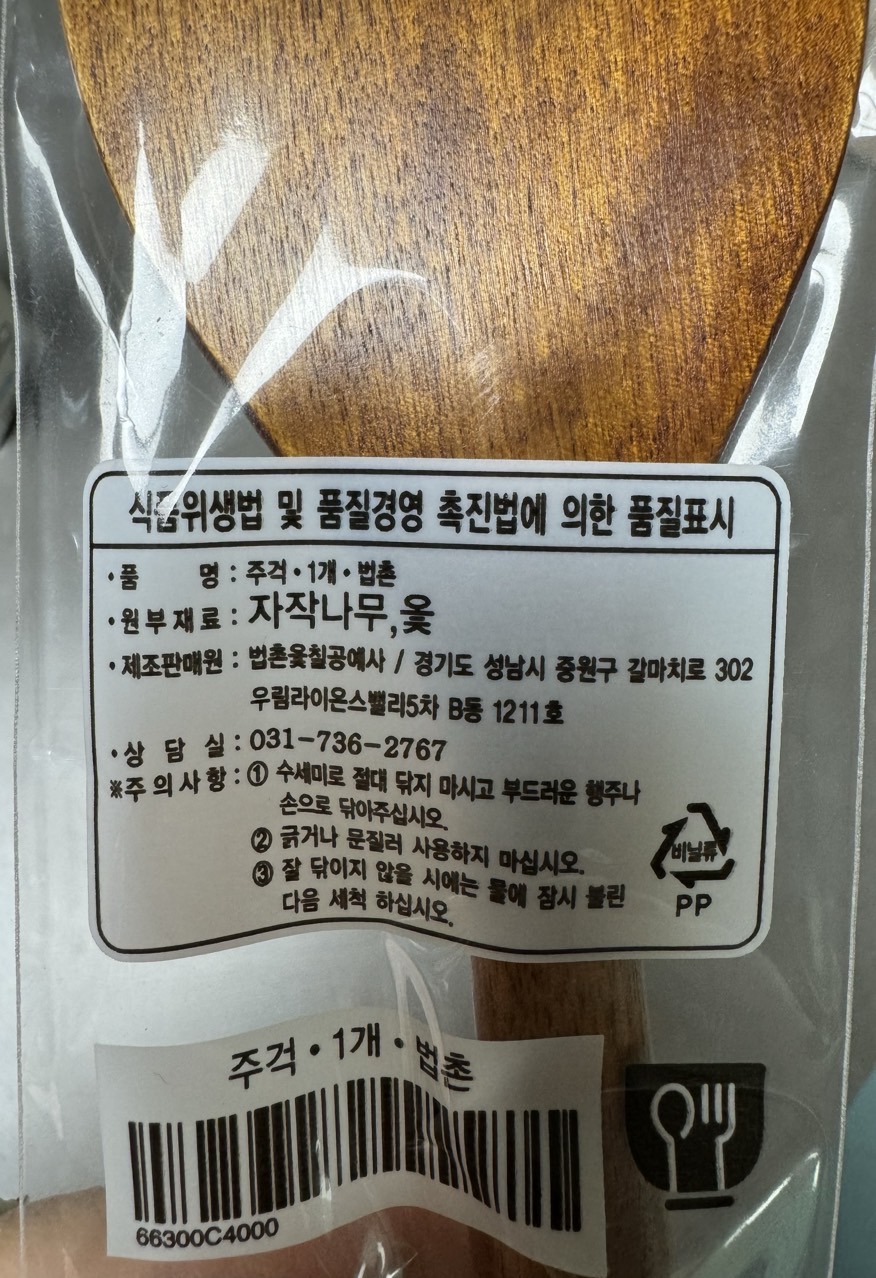 식품위생법 및 품질경영 촉진법에 의한 품질표시
·품 명 : 주걱·1개·법촌
·원부재료 : 자작나무,옻
·제조판매원 : 법촌옻칠공예사 / 경기도 성남시 중원구 갈마치로 302
우림라이온스밸리5차 B동 1211호
·상 담 실 : 031-736-2767
※주의사항 : ① 수세미로 절대 닦지 마시고 부드러운 행주나
손으로 닦아주십시오.
② 긁거나 문질러 사용하지 마십시오.
③ 잘 닦이지 않을 시에는 물에 잠시 불린
다음 세척 하십시오.
비닐류
PP
주걱·1개·법촌
66300C4000